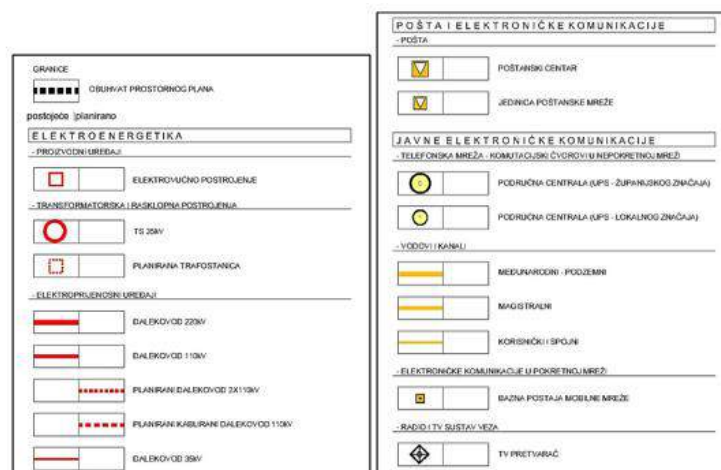 GRANICE
OBUHVAT PROSTORNOG PLANA
postojeće planirano
ELEKTROENERGETIKA
- PROIZVODNI UREĐAJI
ELEKTROVUČNO POSTROJENJE
- TRANSFORMATORSKA I RASKLOPNA POSTROJENJA
TS 35kV
PLANIRANA TRAFOSTANICA
- ELEKTROPRIJENOSNI UREĐAJI
DALEKOVOD 220kV
DALEKOVOD 110kV
PLANIRANI DALEKOVOD 2X110kV
PLANIRANI KABLIRANI DALEKOVOD 110kV
DALEKOVOD 35kV
POŠTA I ELEKTRONIČKE KOMUNIKACIJE
- POŠTA
POŠTANSKI CENTAR
JEDINICA POŠTANSKE MREŽE
JAVNE ELEKTRONIČKE KOMUNIKACIJE
- TELEFONSKA MREŽA - KOMUTACIJSKI ČVOROVI U NEPOKRETNOJ MREŽI
PODRUČNA CENTRALA (UPS - ŽUPANIJSKOG ZNAČAJA)
PODRUČNA CENTRALA (UPS - LOKALNOG ZNAČAJA)
- VODOVI I KANALI
MEĐUNARODNI - PODZEMNI
MAGISTRALNI
KORISNIČKI I SPOJNI
- ELEKTRONIČKE KOMUNIKACIJE U POKRETNOJ MREŽI
BAZNA POSTAJA MOBILNE MREŽE
- RADIO I TV SUSTAV VEZA
TV PRETVARAČ